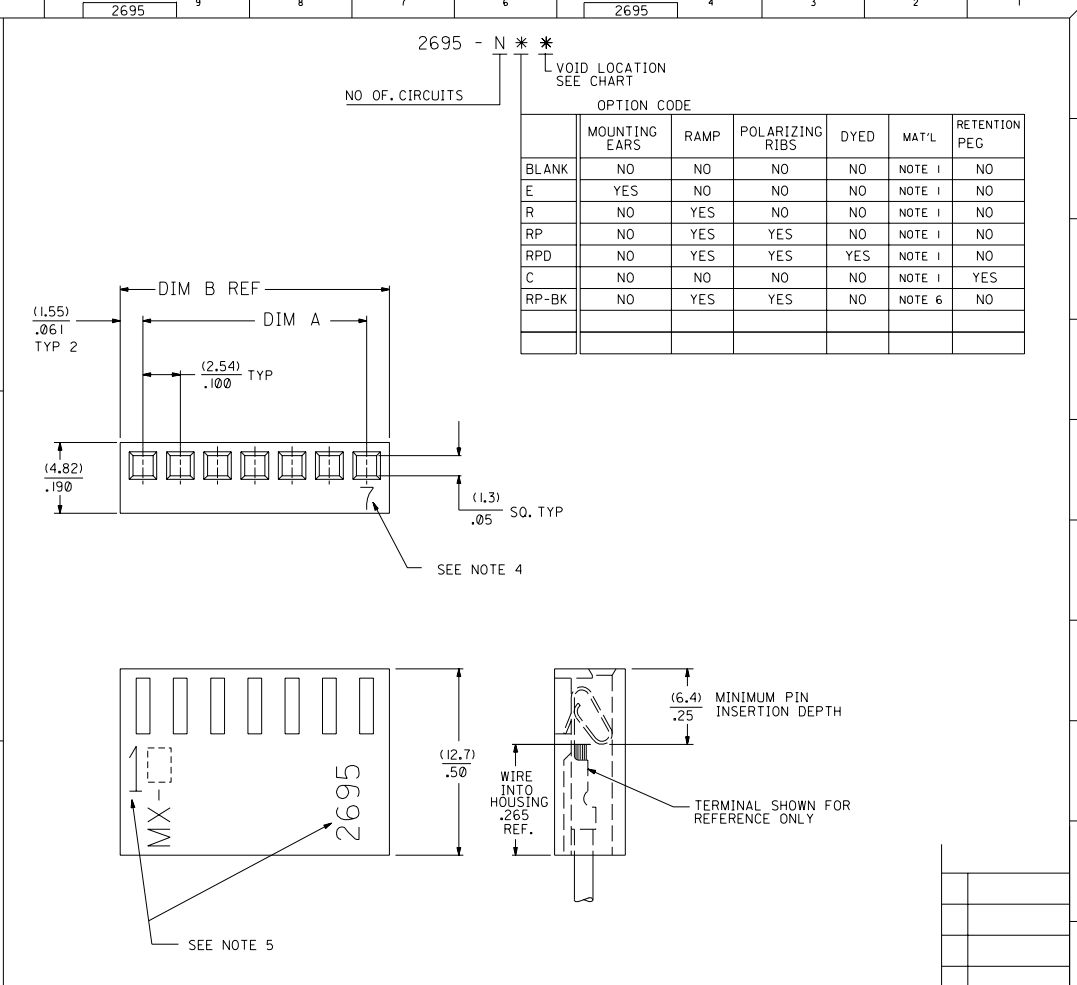 9 8 7 6 4 3 2 1
2695 2695
2695 - N * *
VOID LOCATION
SEE CHART
NO OF. CIRCUITS
OPTION CODE
MOUNTING EARS RAMP POLARIZING RIBS DYED MAT'L RETENTION PEG
BLANK NO NO NO NO NOTE 1 NO
E YES NO NO NO NOTE 1 NO
R NO YES NO NO NOTE 1 NO
RP NO YES YES NO NOTE 1 NO
RPD NO YES YES YES NOTE 1 NO
C NO NO NO NO NOTE 1 YES
RP-BK NO YES YES NO NOTE 6 NO
DIM B REF
(1.55)
.061
TYP 2
DIM A
(2.54)
.100 TYP
(4.82)
.190
7
(1.3)
.05 SQ. TYP
SEE NOTE 4
(6.4)
.25
MINIMUM PIN
INSERTION DEPTH
(12.7)
.50
1
MX-
2695
WIRE
INTO
HOUSING
.265
REF.
TERMINAL SHOWN FOR
REFERENCE ONLY
SEE NOTE 5